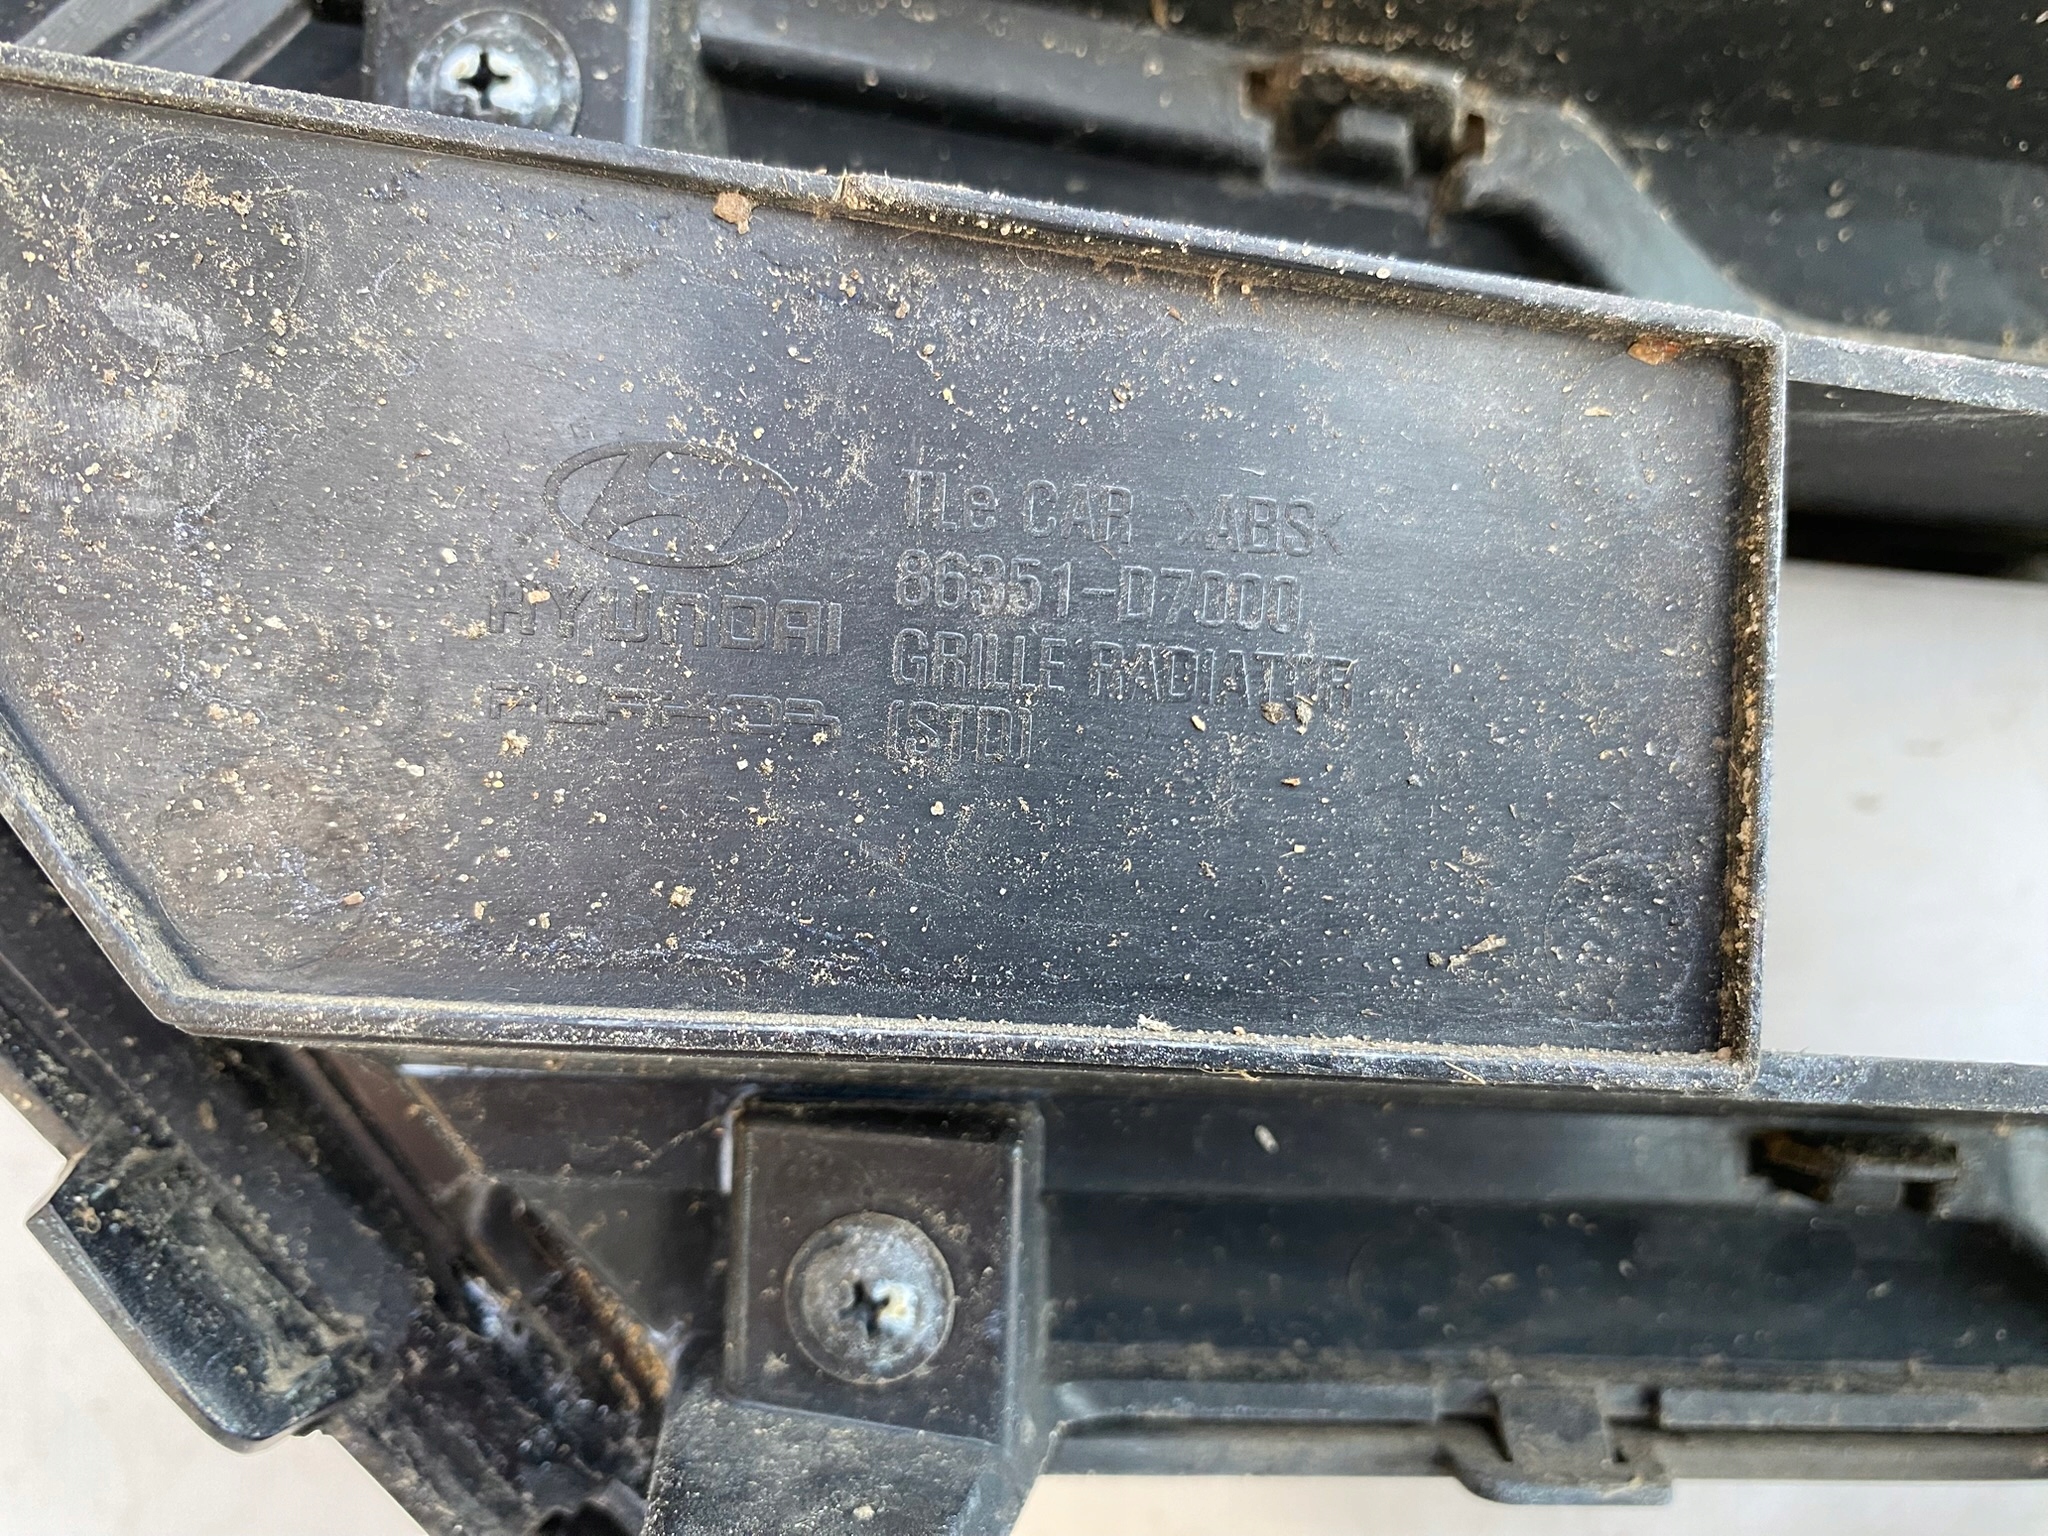 TLe CAR >ABS<
86351-D7000
GRILLE RADIATOR
(STD)
HYUNDAI